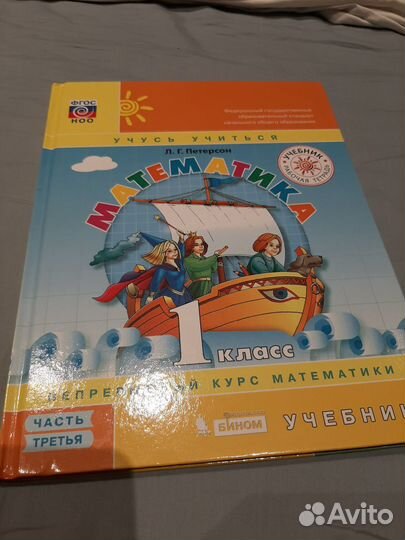 ФГОС
НОО
Федеральный государственный
образовательный стандарт
начального общего образования
УЧУСЬ УЧИТЬСЯ
Л. Г. Петерсон
УЧЕБНИК
РАБОЧАЯ ТЕТРАДЬ
МАТЕМАТИКА
1 КЛАСС
НЕПРЕРЫВНЫЙ КУРС МАТЕМАТИКИ
ЧАСТЬ
ТРЕТЬЯ
БИНОМ
УЧЕБНИК
Avito